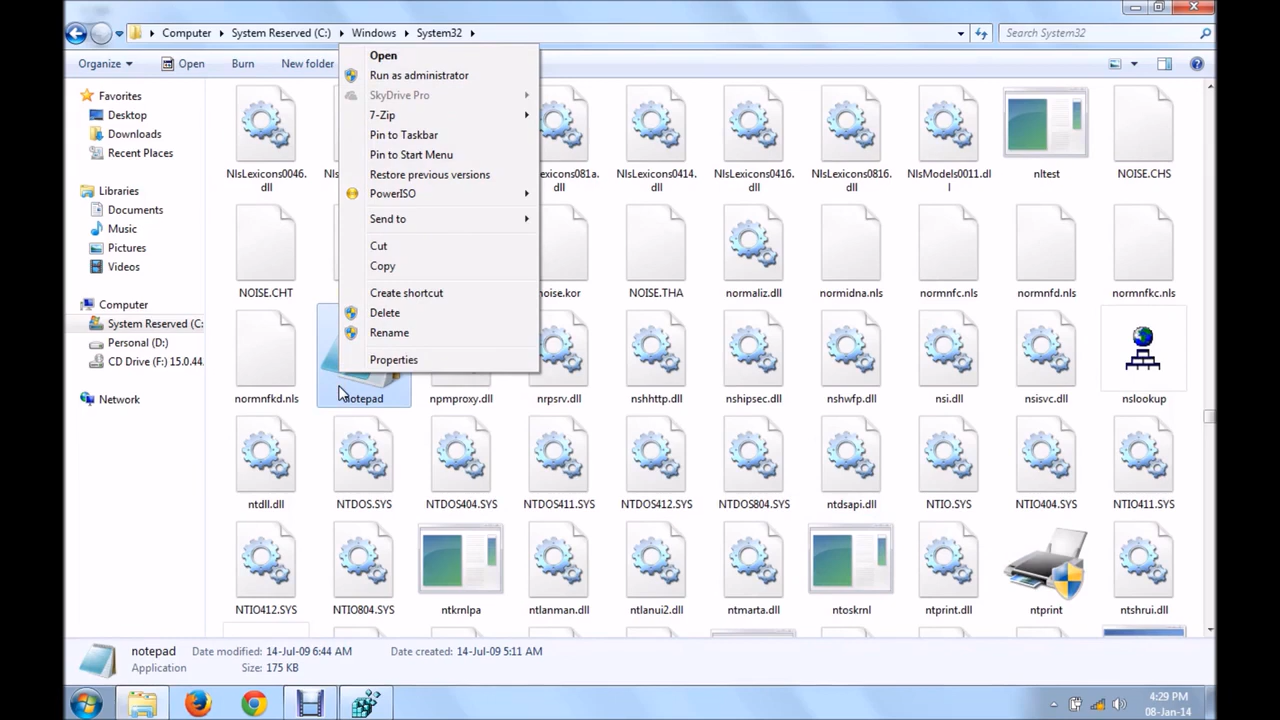 Computer
System Reserved (C:)
Windows
System32
Search System32
Organize
Open
Burn
New folder
Open
Run as administrator
SkyDrive Pro
7-Zip
Pin to Taskbar
Pin to Start Menu
Restore previous versions
PowerISO
Send to
Cut
Copy
Create shortcut
Delete
Rename
Properties
Favorites
Desktop
Downloads
Recent Places
Libraries
Documents
Music
Pictures
Videos
Computer
System Reserved (C:
Personal (D:)
CD Drive (F:) 15.0.44.
Network
NlsLexicons0046.
dll
NlsLexicons0414.
dll
NlsLexicons0416.
dll
NlsLexicons0816.
dll
NlsModels0011.dl
l
nltest
NOISE.CHS
NOISE.CHT
noise.kor
NOISE.THA
normaliz.dll
normidna.nls
normnfc.nls
normnfd.nls
normnfkc.nls
normnfkd.nls
notepad
npmproxy.dll
nrpsrv.dll
nshhttp.dll
nshipsec.dll
nshwfp.dll
nsi.dll
nsisvc.dll
nslookup
ntdll.dll
NTDOS.SYS
NTDOS404.SYS
NTDOS411.SYS
NTDOS412.SYS
NTDOS804.SYS
ntdsapi.dll
NTIO.SYS
NTIO404.SYS
NTIO411.SYS
NTIO412.SYS
NTIO804.SYS
ntkrnlpa
ntlanman.dll
ntlanui2.dll
ntmarta.dll
ntoskrnl
ntprint.dll
ntprint
ntshrui.dll
notepad Date modified: 14-Jul-09 6:44 AM Date created: 14-Jul-09 5:11 AM
Application Size: 175 KB
4:29 PM
08-Jan-14